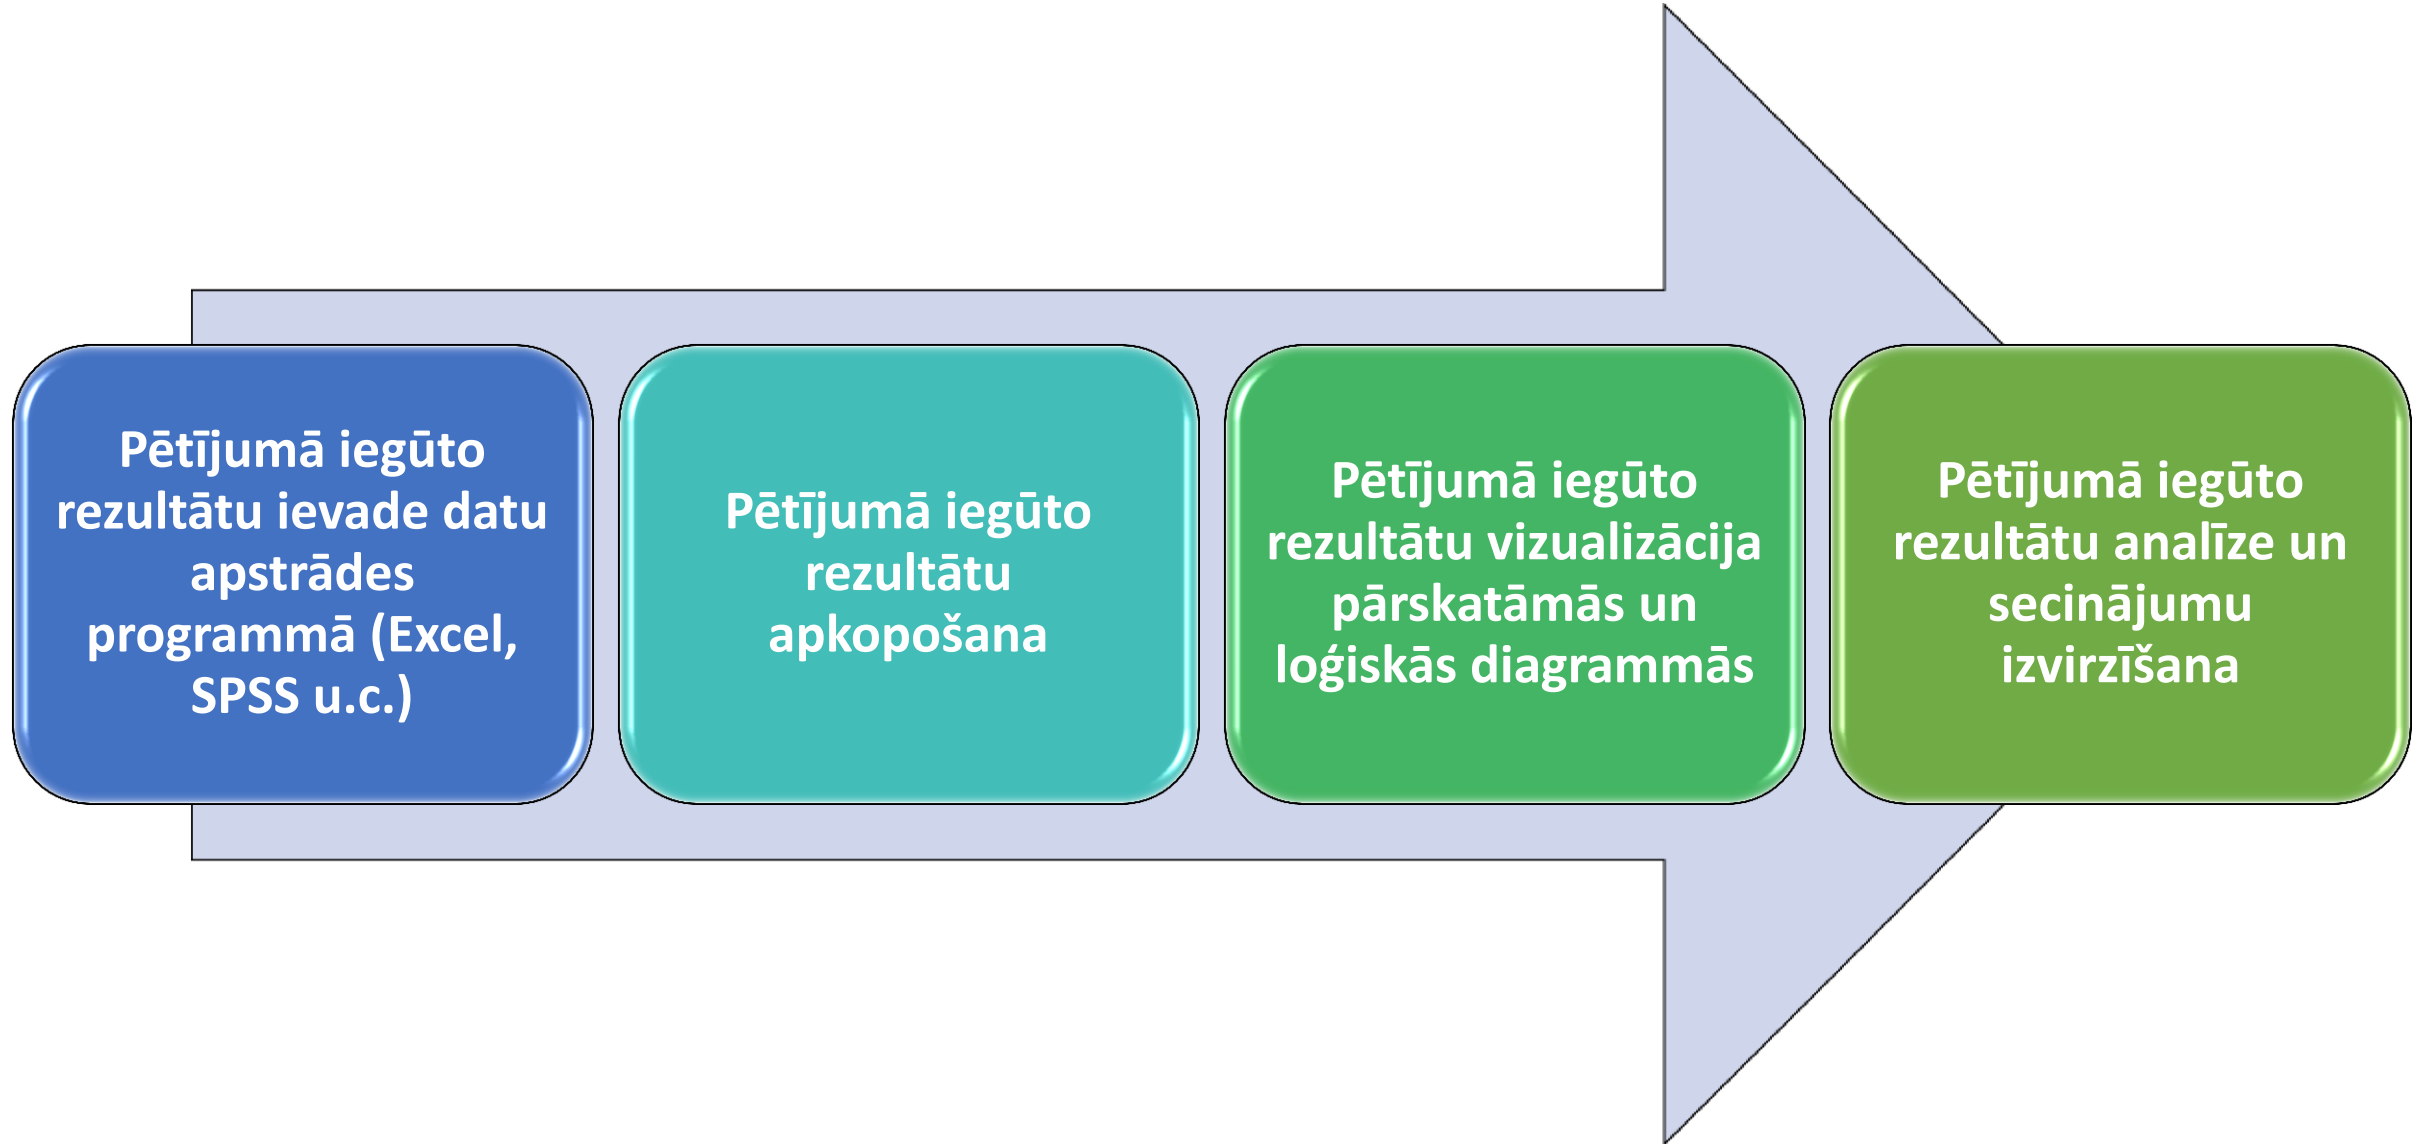 Pētījumā iegūto
rezultātu ievade datu
apstrādes
programmā (Excel,
SPSS u.c.)
Pētījumā iegūto
rezultātu
apkopošana
Pētījumā iegūto
rezultātu vizualizācija
pārskatāmās un
loģiskās diagrammās
Pētījumā iegūto
rezultātu analīze un
secinājumu
izvirzīšana